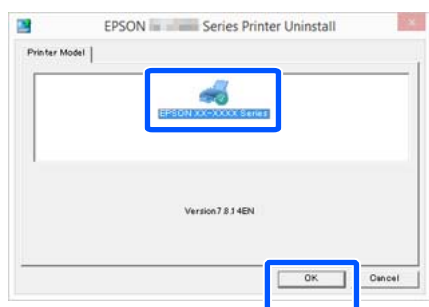 EPSON Series Printer Uninstall
Printer Model
EPSON XX-XXXX Series
Version7.8.14EN
OK Cancel